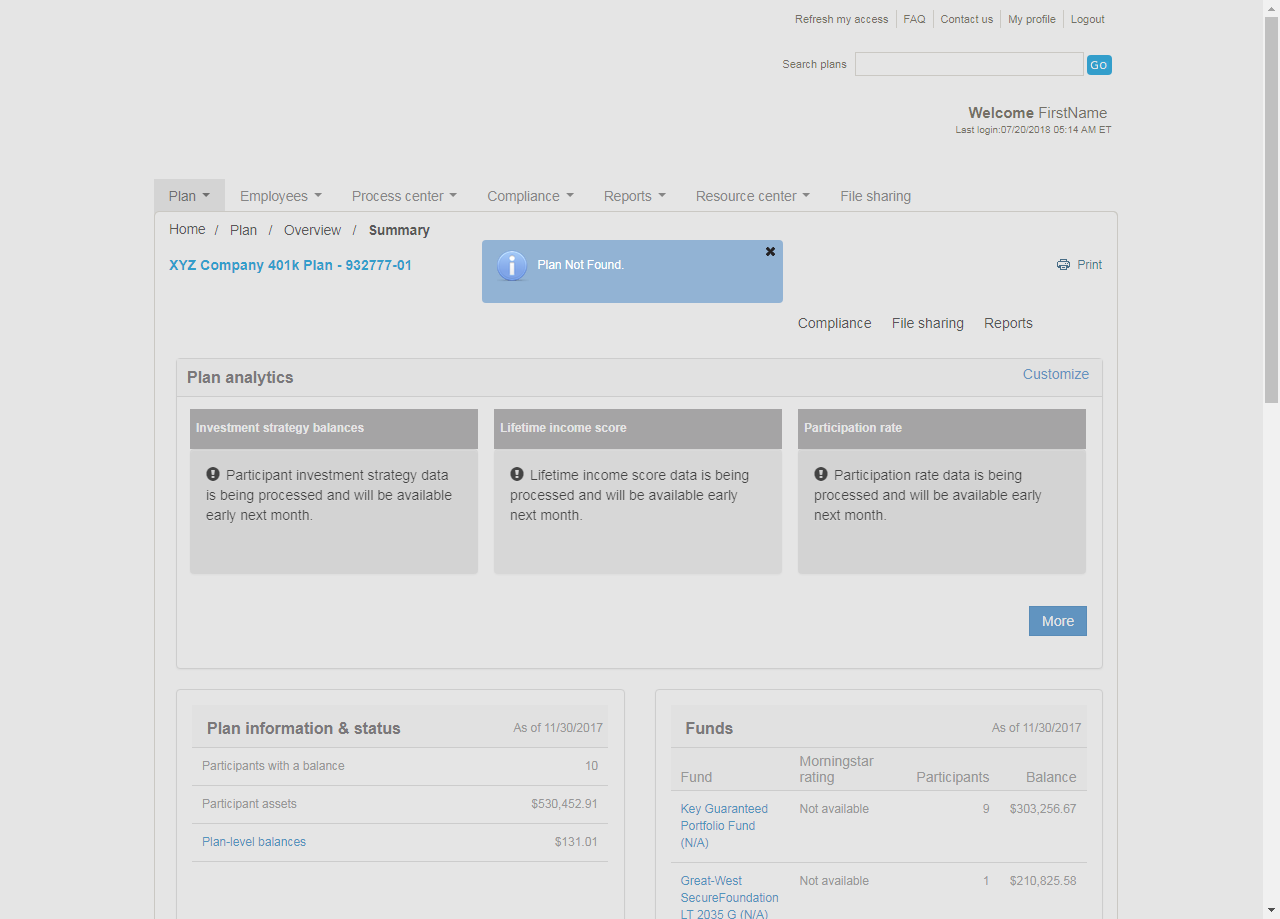 Refresh my access FAQ Contact us My profile Logout
Search plans Go
Welcome FirstName
Last login:07/20/2018 05:14 AM ET
Plan Employees Process center Compliance Reports Resource center File sharing
Home / Plan / Overview / Summary
XYZ Company 401k Plan - 932777-01
Plan Not Found.
Print
Compliance File sharing Reports
Plan analytics
Customize
Investment strategy balances
Participant investment strategy data
is being processed and will be available
early next month.
Lifetime income score
Lifetime income score data is being
processed and will be available early
next month.
Participation rate
Participation rate data is being
processed and will be available early
next month.
More
Plan information & status As of 11/30/2017
Participants with a balance 10
Participant assets $530,452.91
Plan-level balances $131.01
Funds As of 11/30/2017
Fund Morningstar rating Participants Balance
Key Guaranteed Portfolio Fund (N/A) Not available 9 $303,256.67
Great-West SecureFoundation LT 2035 G (N/A) Not available 1 $210,825.58